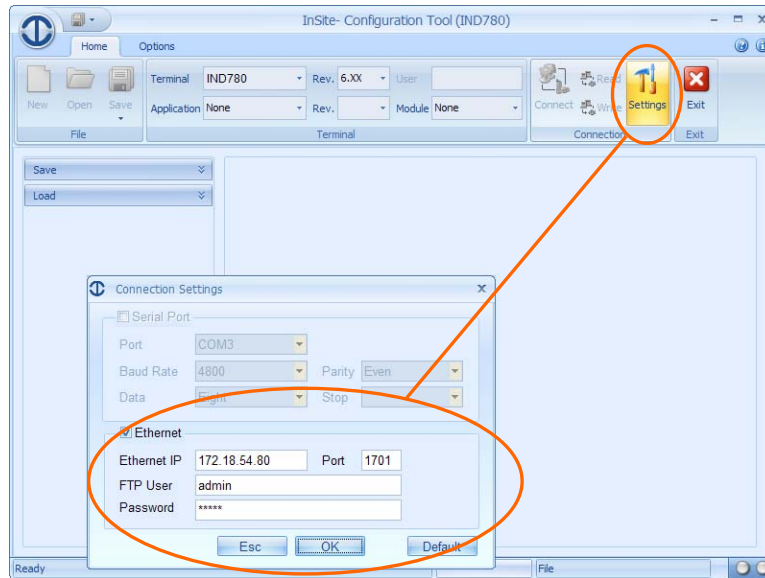 InSite- Configuration Tool (IND780)
Home Options
Terminal IND780 Rev. 6.XX User
New Open Save Connect Read Settings Exit
Application None Rev. Module None Write
File Terminal Connection Exit
Save
Load
Connection Settings
Serial Port
Port COM3
Baud Rate 4800 Parity Even
Data Eight Stop
Ethernet
Ethernet IP 172.18.54.80 Port 1701
FTP User admin
Password *****
Esc OK Default
Ready File